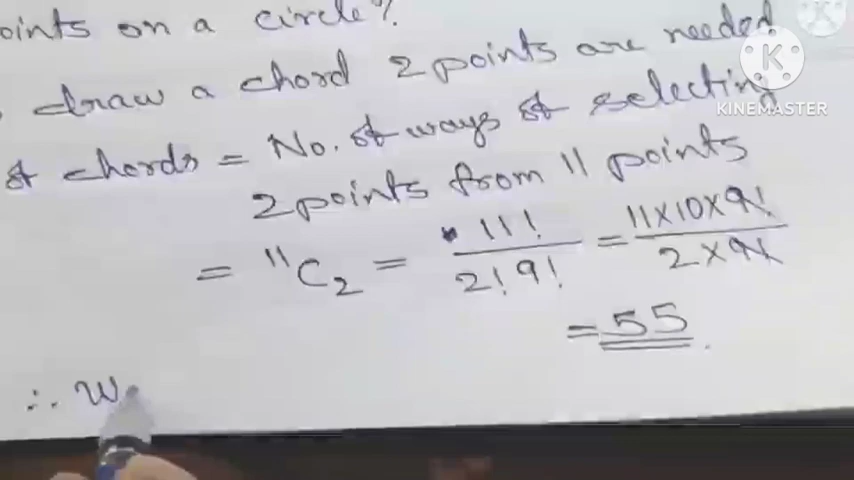 oints on a circle?
draw a chord 2 points are needed
of chords = No. of ways of selecting
2 points from 11 points
= ¹¹C₂ = 11! / 2! 9! = 11×10×9! / 2×9!
= 55.
∴ W
K
KINEMASTER